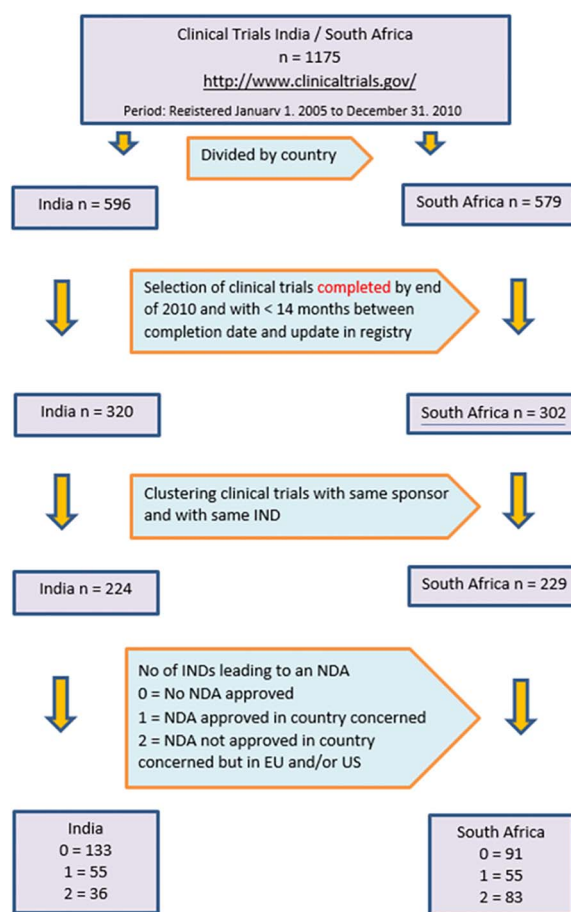 Clinical Trials India / South Africa
n = 1175
http://www.clinicaltrials.gov/
Period: Registered January 1, 2005 to December 31, 2010
Divided by
country
India n = 596
South Africa n = 579
Selection of clinical trials completed by end
of 2010 and with < 14 months between
completion date and update in registry
India n = 320
South Africa n = 302
Clustering clinical trials with same sponsor
and with same IND
India n = 224
South Africa n = 229
No of INDs leading to an NDA
0 = No NDA approved
1 = NDA approved in country concerned
2 = NDA not approved in country
concerned but in EU and/or US
India
0 = 133
1 = 55
2 = 36
South Africa
0 = 91
1 = 55
2 = 83